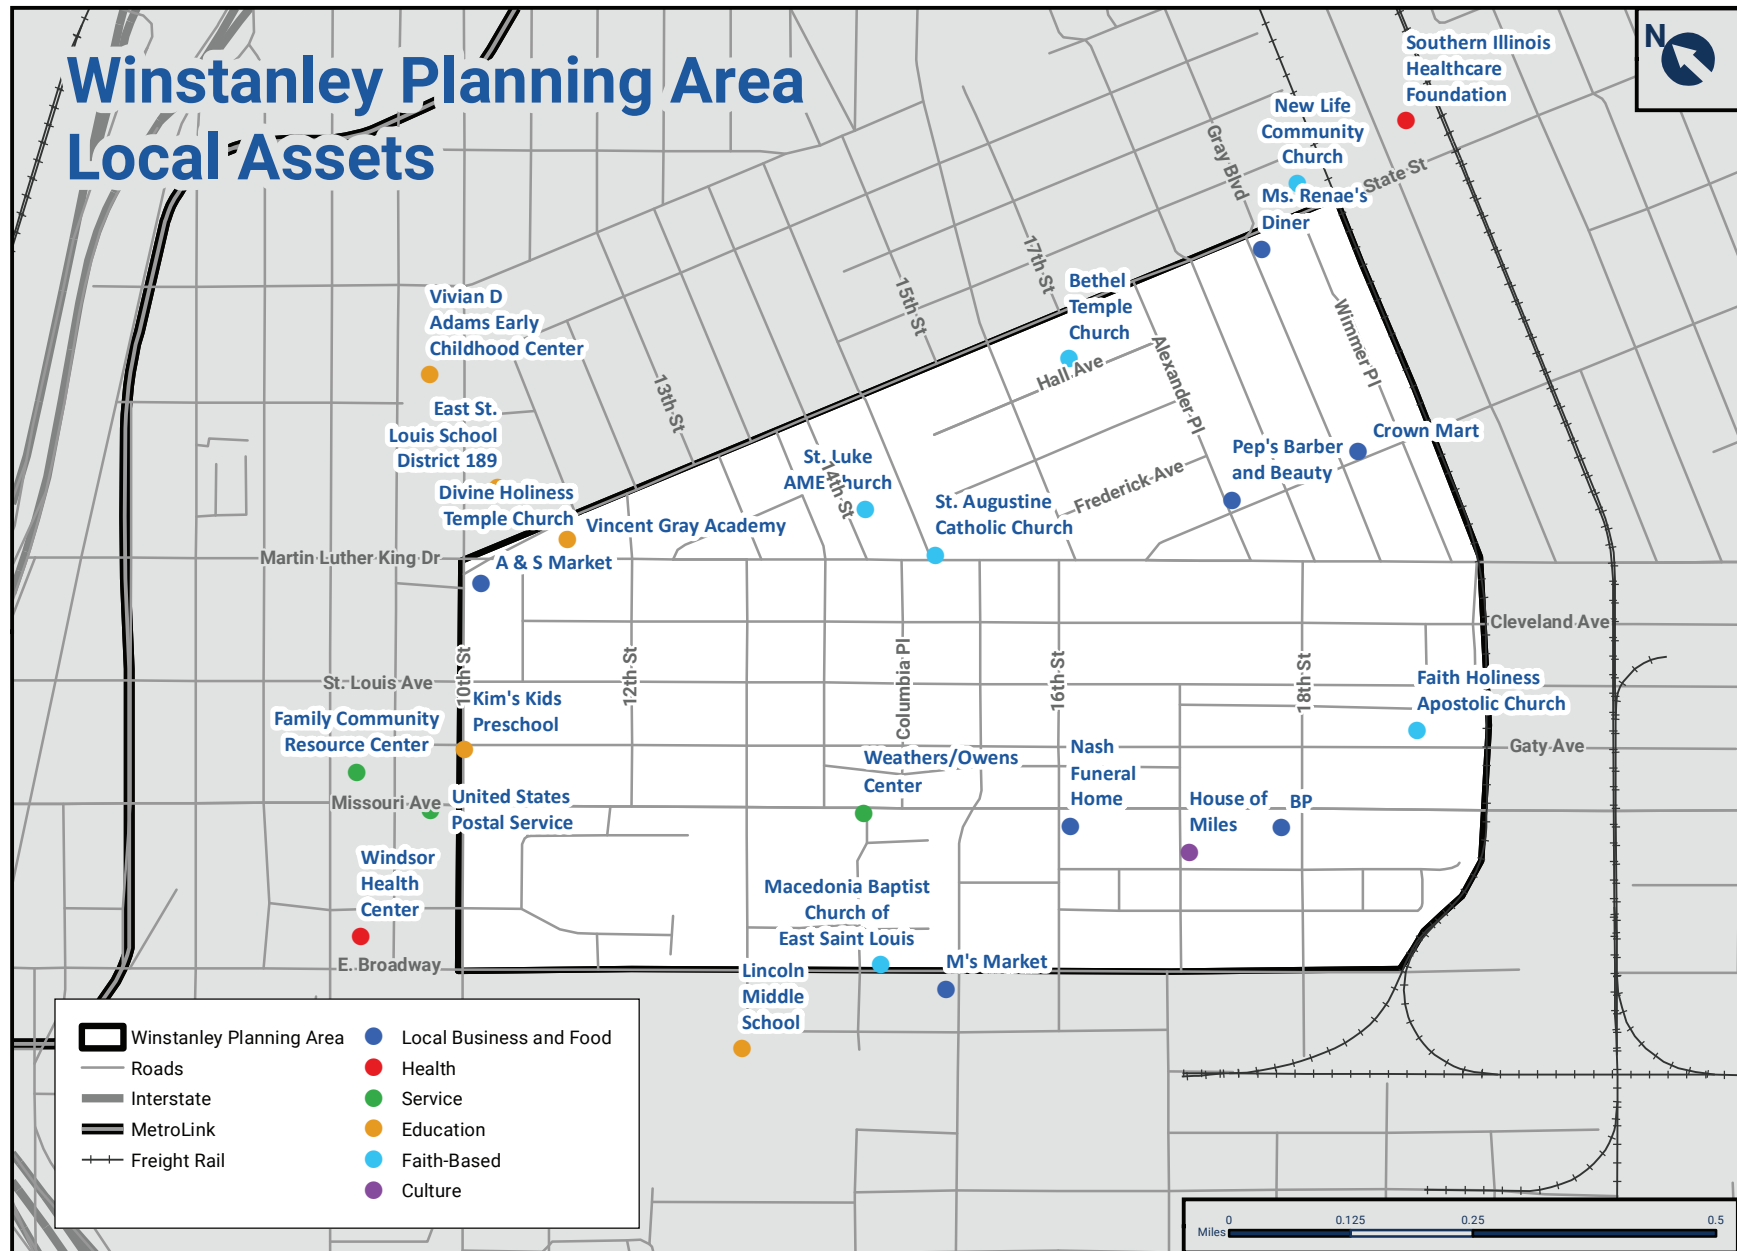 Winstanley Planning Area
Local Assets
N
Southern Illinois
Healthcare
Foundation
New Life
Community
Church
Gray Blvd
State St
Ms. Renae's
Diner
17th St
15th St
Bethel
Temple
Church
Hall Ave
Alexander Pl
Wimmer Pl
Vivian D
Adams Early
Childhood Center
13th St
East St.
Louis School
District 189
Crown Mart
Pep's Barber
and Beauty
Frederick Ave
St. Luke
AME Church
14th St
Divine Holiness
Temple Church
Vincent Gray Academy
St. Augustine
Catholic Church
Martin Luther King Dr
A & S Market
Cleveland Ave
10th St
12th St
Columbia Pl
16th St
18th St
St. Louis Ave
Kim's Kids
Preschool
Faith Holiness
Apostolic Church
Family Community
Resource Center
Gaty Ave
Weathers/Owens
Center
Nash
Funeral
Home
House of
Miles
BP
Missouri Ave
United States
Postal Service
Windsor
Health
Center
Macedonia Baptist
Church of
East Saint Louis
E. Broadway
M's Market
Lincoln
Middle
School
Winstanley Planning Area
Roads
Interstate
MetroLink
Freight Rail
Local Business and Food
Health
Service
Education
Faith-Based
Culture
0 0.125 0.25 0.5
Miles